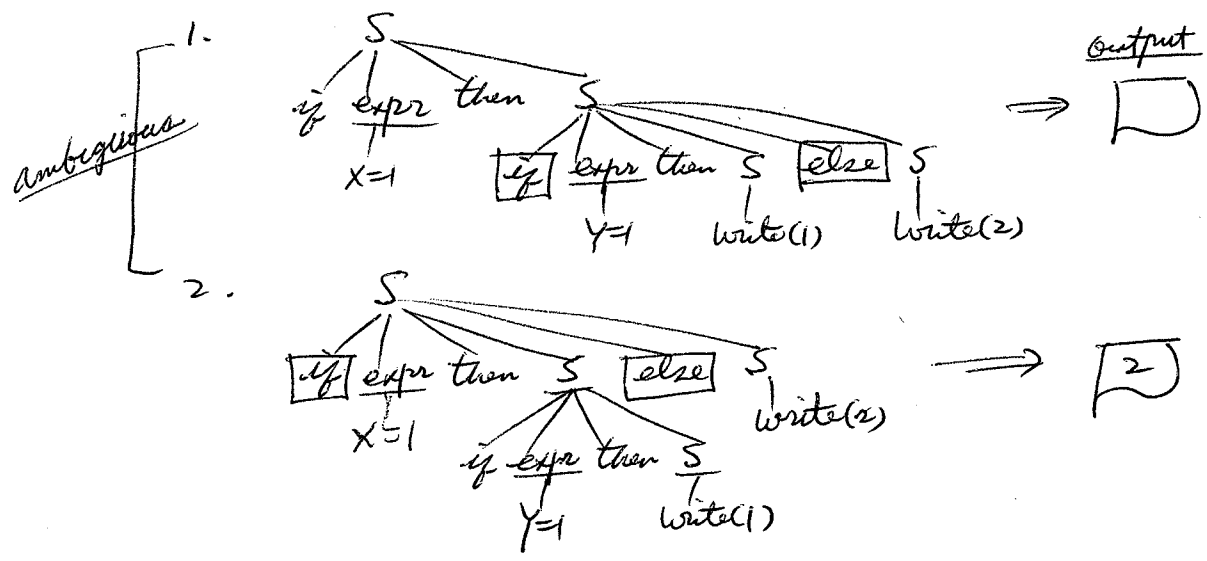 1. S
output
if expr then S
ambigious
X=1
if expr then S else S
Y=1 write(1) write(2)
2. S
if expr then S else S
2
X=1
write(2)
if expr then S
Y=1 write(1)